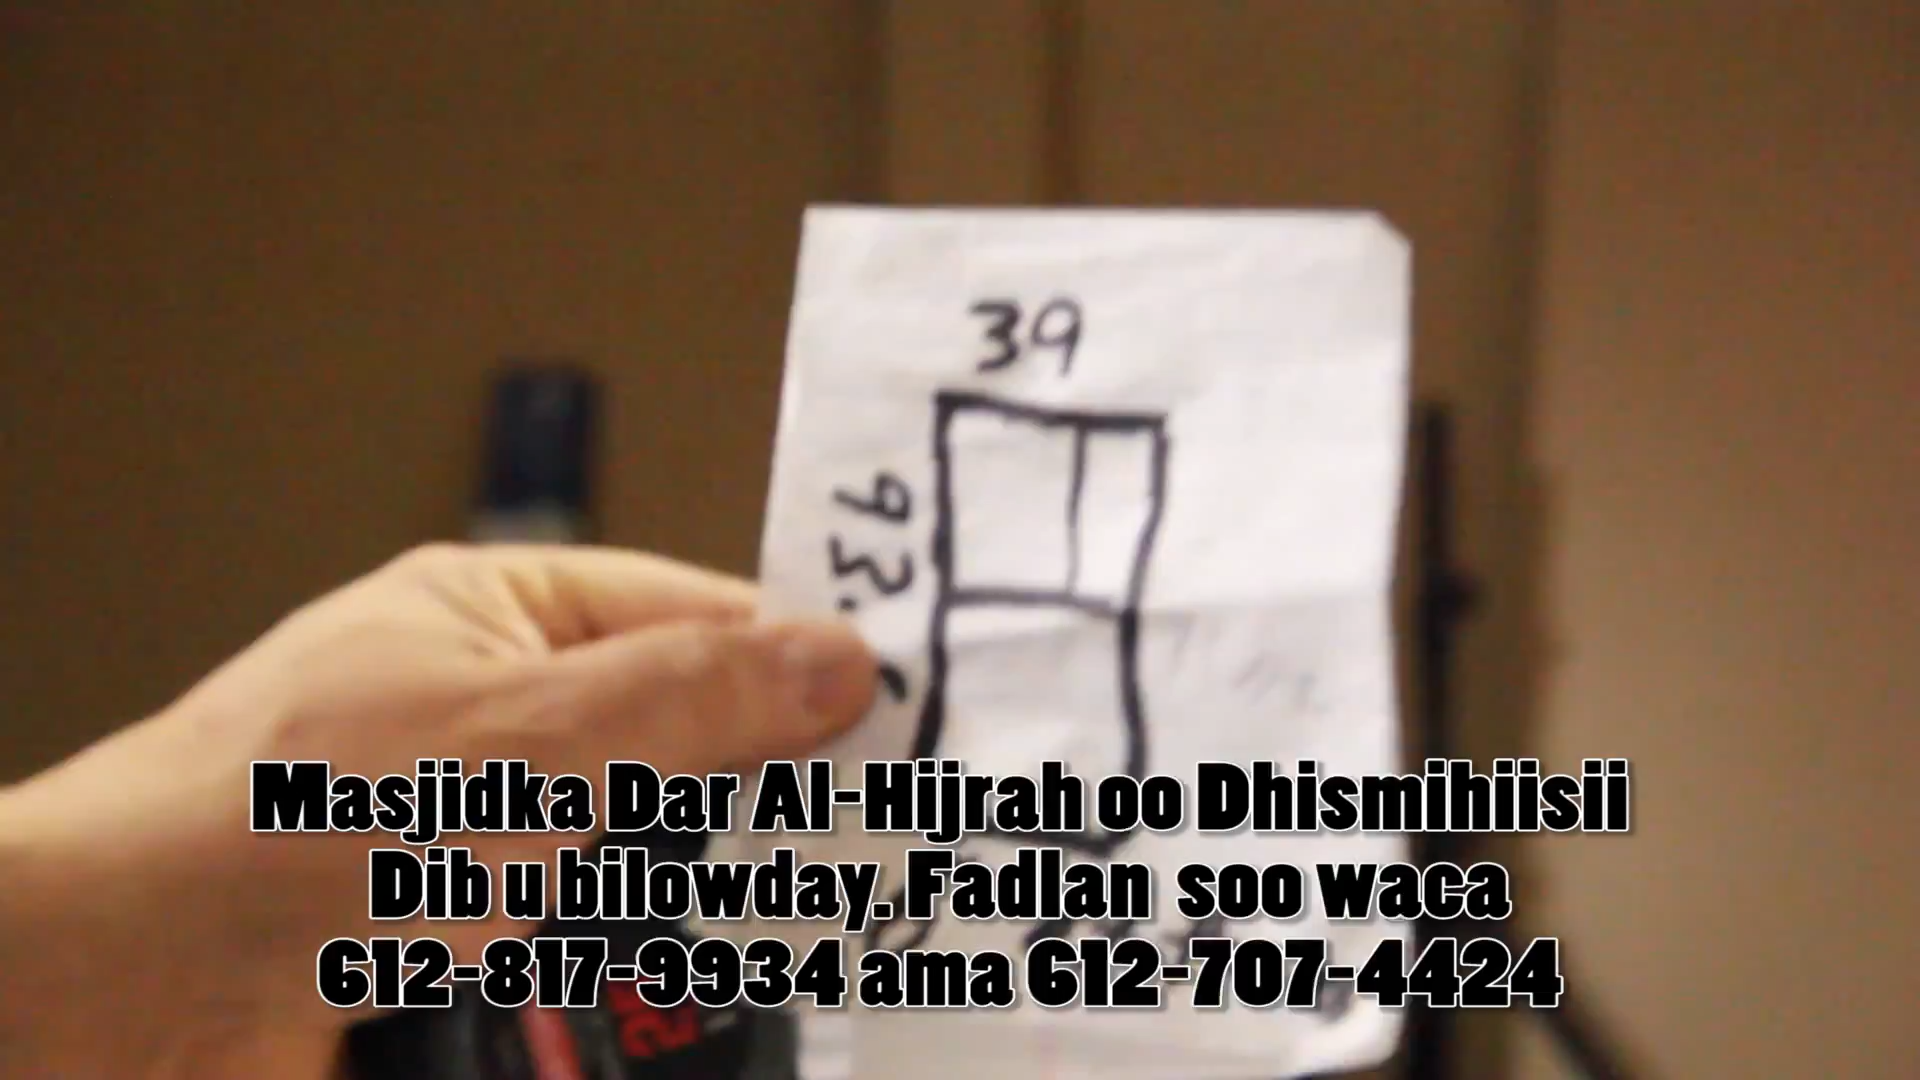 39
93.
Masjidka Dar Al-Hijrah oo Dhismihiisii
Dib u bilowday. Fadlan soo waca
612-817-9934 ama 612-707-4424